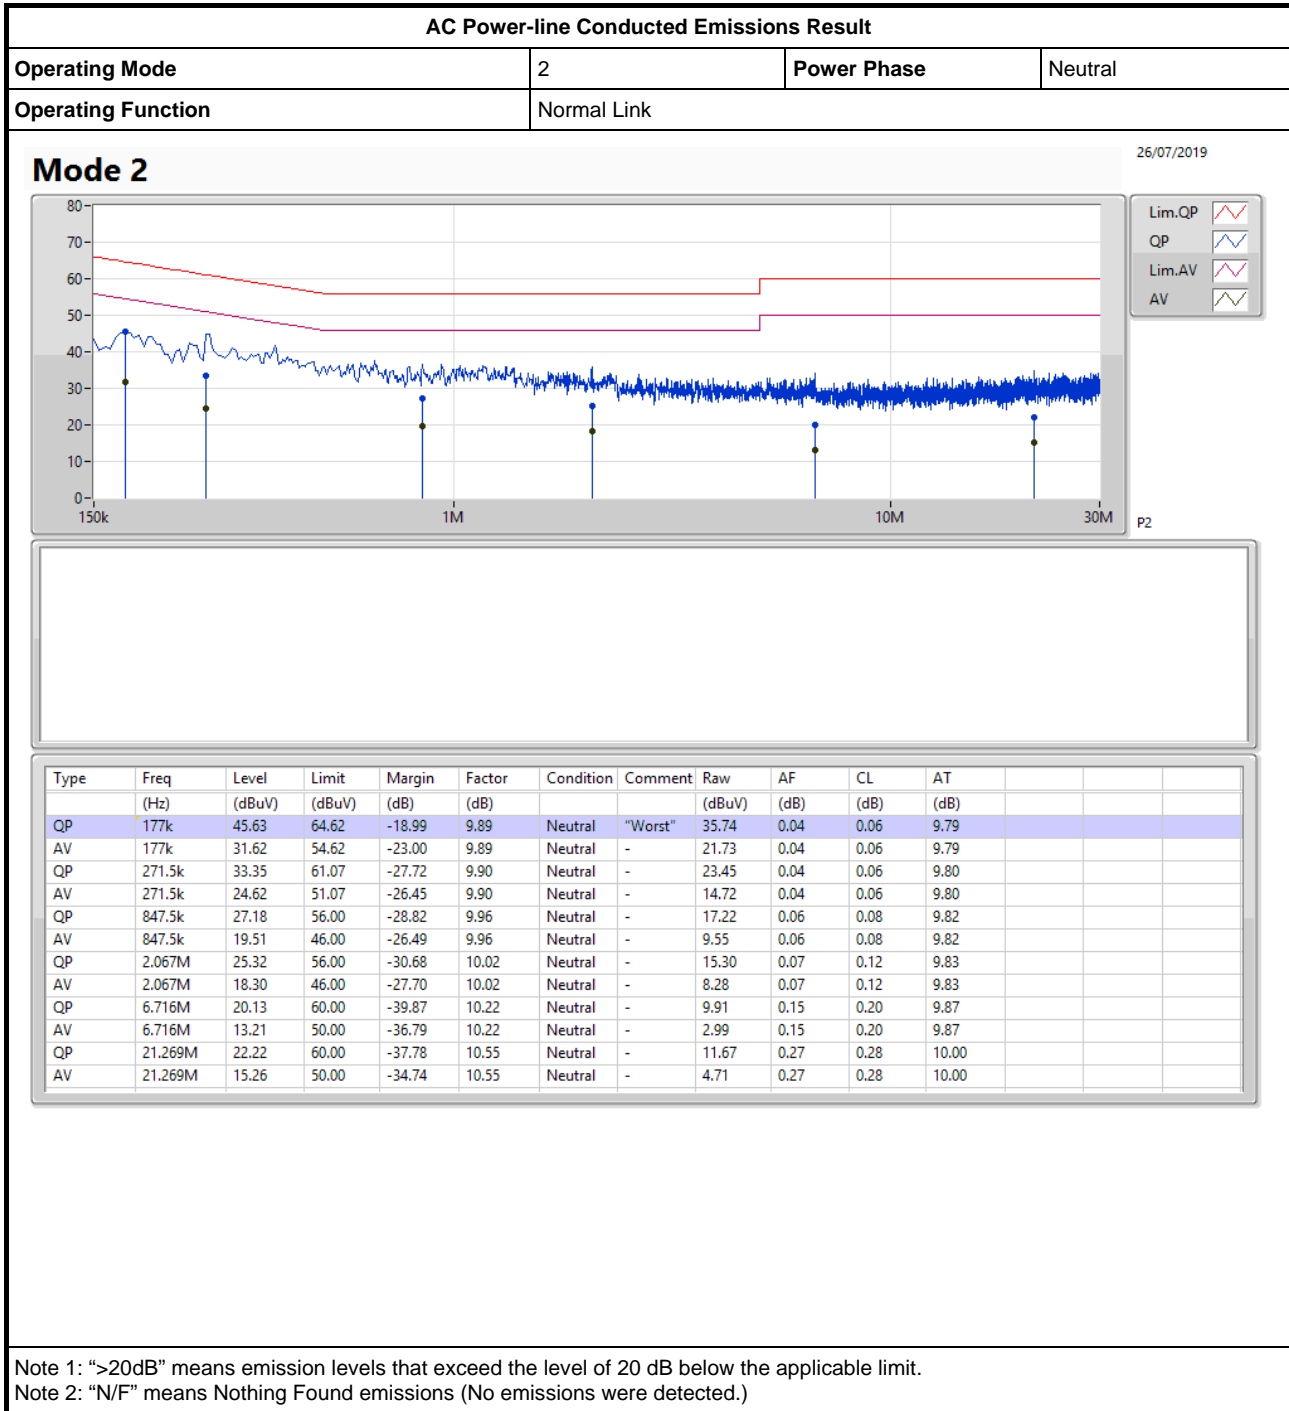 AC Power-line Conducted Emissions Result
Operating Mode 2 Power Phase Neutral
Operating Function Normal Link
Mode 2
26/07/2019
80
70
60
50
40
30
20
10
0
150k 1M 10M 30M
Lim.QP
QP
Lim.AV
AV
P2
Type Freq Level Limit Margin Factor Condition Comment Raw AF CL AT
(Hz) (dBuV) (dBuV) (dB) (dB) (dBuV) (dB) (dB) (dB)
QP 177k 45.63 64.62 -18.99 9.89 Neutral "Worst" 35.74 0.04 0.06 9.79
AV 177k 31.62 54.62 -23.00 9.89 Neutral - 21.73 0.04 0.06 9.79
QP 271.5k 33.35 61.07 -27.72 9.90 Neutral - 23.45 0.04 0.06 9.80
AV 271.5k 24.62 51.07 -26.45 9.90 Neutral - 14.72 0.04 0.06 9.80
QP 847.5k 27.18 56.00 -28.82 9.96 Neutral - 17.22 0.06 0.08 9.82
AV 847.5k 19.51 46.00 -26.49 9.96 Neutral - 9.55 0.06 0.08 9.82
QP 2.067M 25.32 56.00 -30.68 10.02 Neutral - 15.30 0.07 0.12 9.83
AV 2.067M 18.30 46.00 -27.70 10.02 Neutral - 8.28 0.07 0.12 9.83
QP 6.716M 20.13 60.00 -39.87 10.22 Neutral - 9.91 0.15 0.20 9.87
AV 6.716M 13.21 50.00 -36.79 10.22 Neutral - 2.99 0.15 0.20 9.87
QP 21.269M 22.22 60.00 -37.78 10.55 Neutral - 11.67 0.27 0.28 10.00
AV 21.269M 15.26 50.00 -34.74 10.55 Neutral - 4.71 0.27 0.28 10.00
Note 1: “>20dB” means emission levels that exceed the level of 20 dB below the applicable limit.
Note 2: “N/F” means Nothing Found emissions (No emissions were detected.)